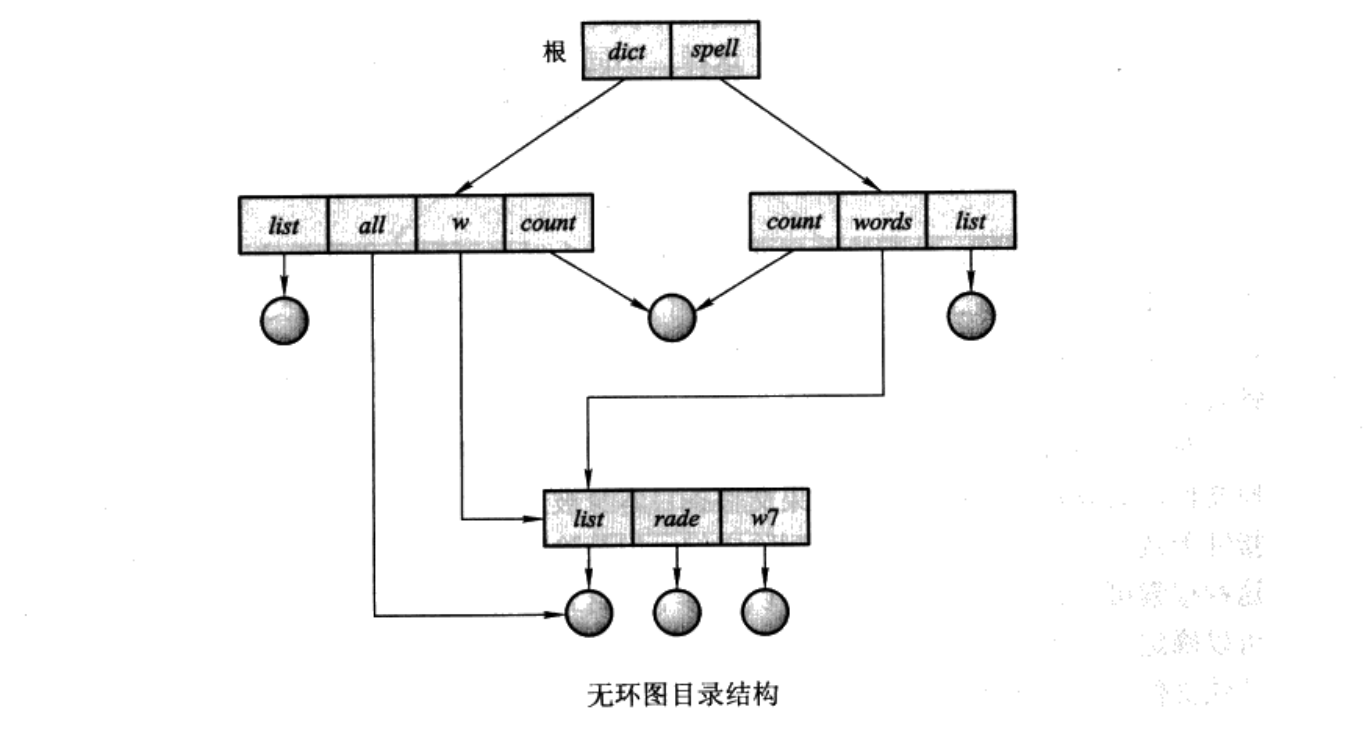 根 dict spell
list all w count count words list
list rade w7
无环图目录结构